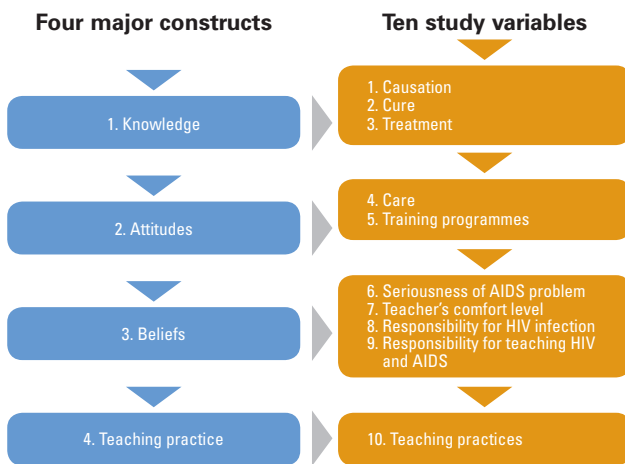 Four major constructs
Ten study variables
1. Knowledge
1. Causation
2. Cure
3. Treatment
2. Attitudes
4. Care
5. Training programmes
3. Beliefs
6. Seriousness of AIDS problem
7. Teacher's comfort level
8. Responsibility for HIV infection
9. Responsibility for teaching HIV
and AIDS
4. Teaching practice
10. Teaching practices